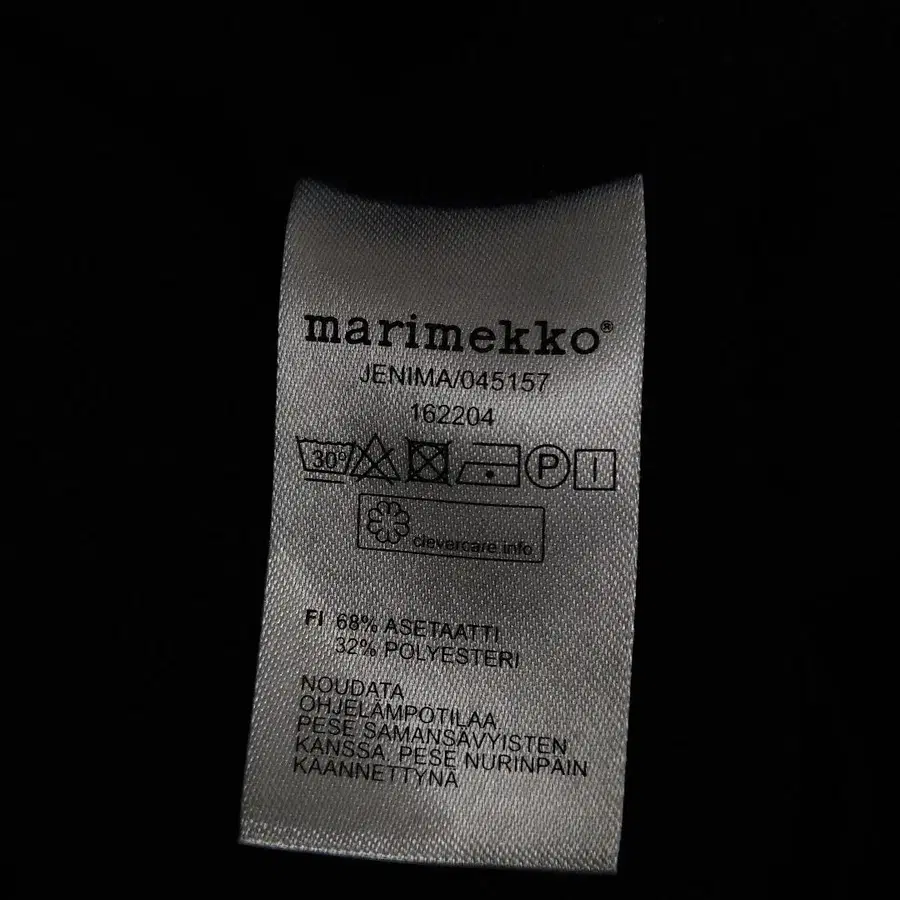 marimekko®
JENIMA/045157
162204
30° P I
clevercare info
FI 68% ASETAATTI
32% POLYESTERI
NOUDATA
OHJELÄMPÖTILAA
PESE SAMANSÄVYISTEN
KANSSA, PESE NURINPÄIN
KÄÄNNETTYNÄ